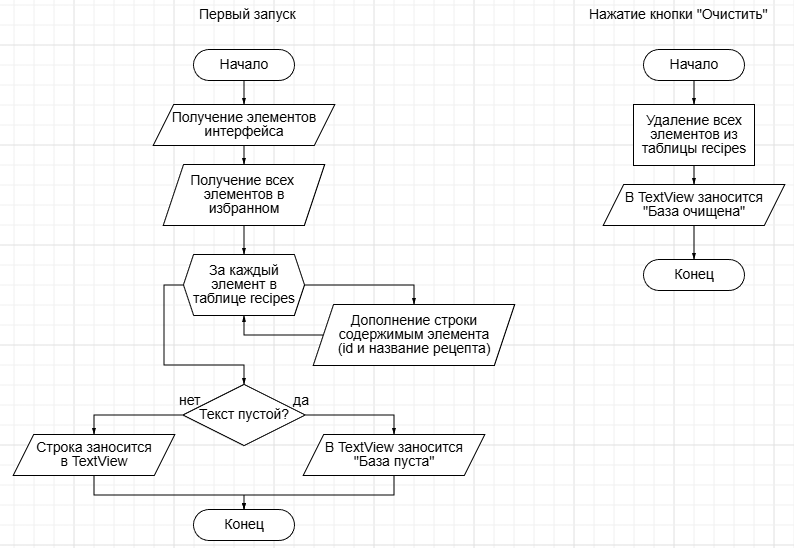 Первый запуск
Начало
Получение элементов
интерфейса
Получение всех
элементов в
избранном
За каждый
элемент в
таблице recipes
Дополнение строки
содержимым элемента
(id и название рецепта)
нет
Текст пустой?
да
Строка заносится
в TextView
В TextView заносится
"База пуста"
Конец
Нажатие кнопки "Очистить"
Начало
Удаление всех
элементов из
таблицы recipes
В TextView заносится
"База очищена"
Конец